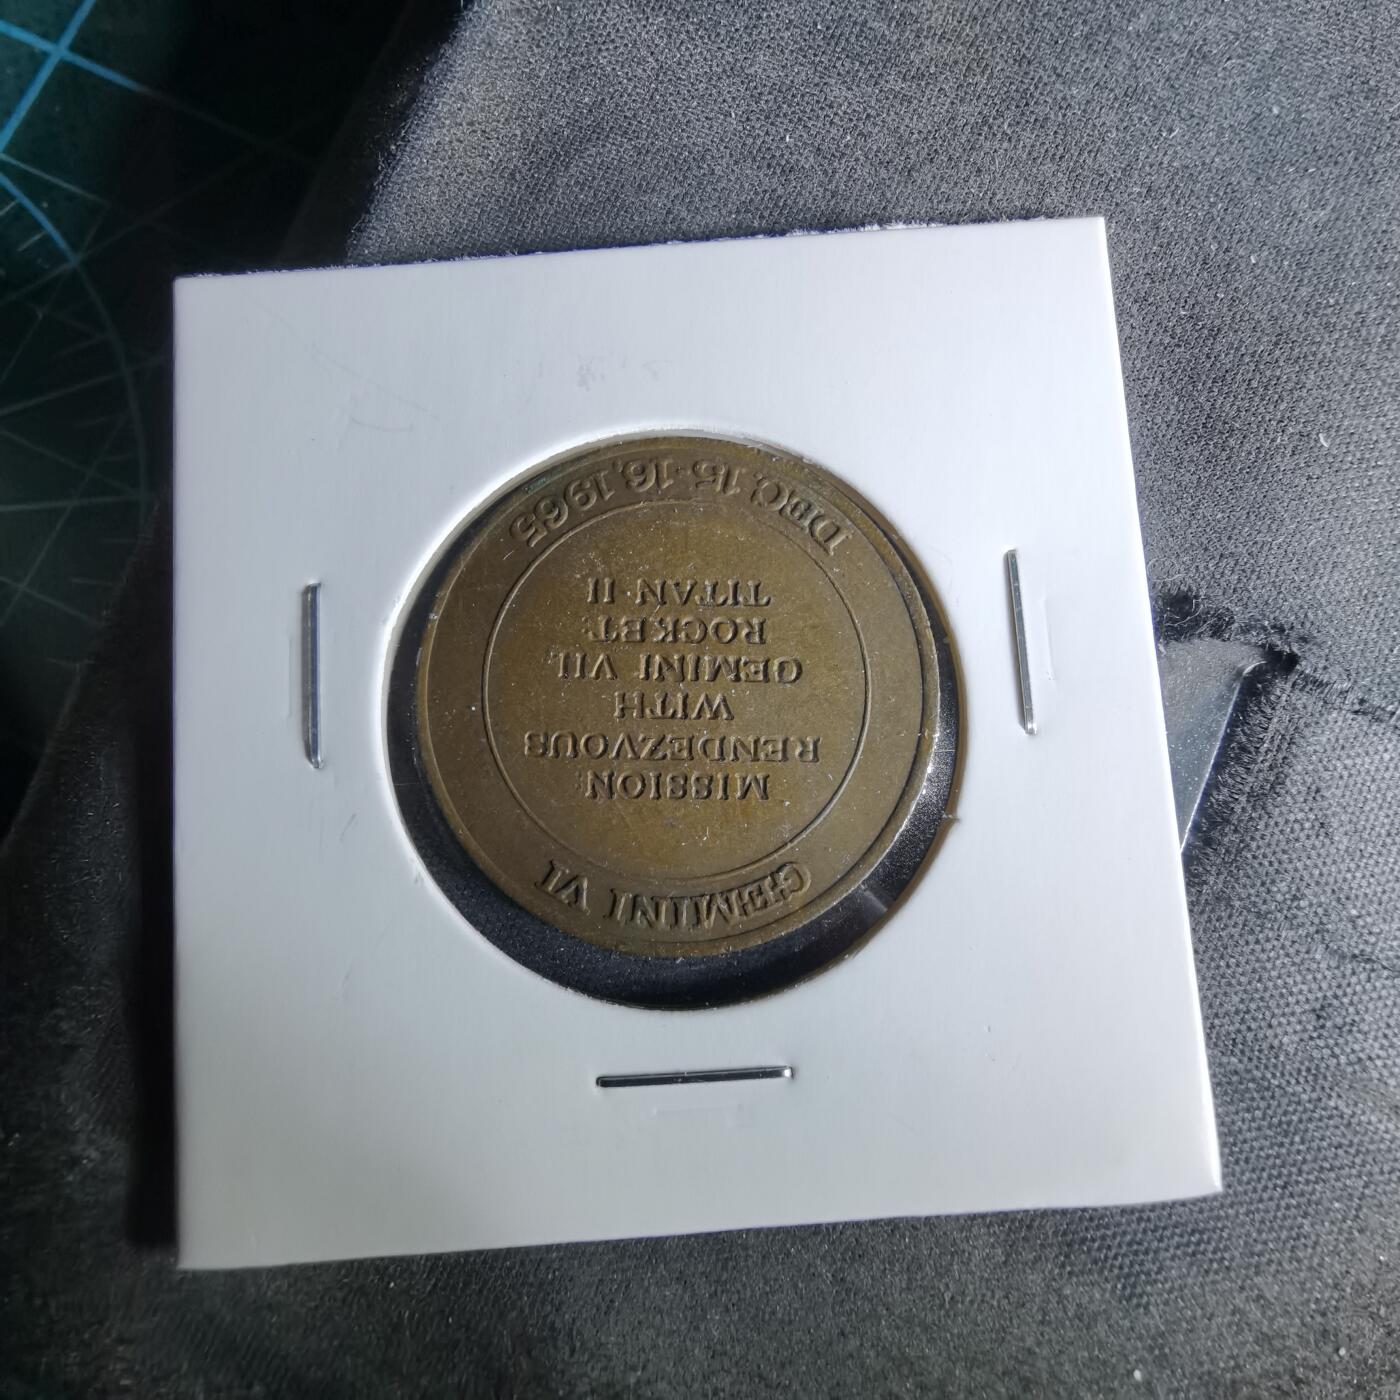 GEMINI VI
MISSION:
RENDEZVOUS
WITH
GEMINI VII.
ROCKET:
TITAN II
DEC. 15-16, 1965